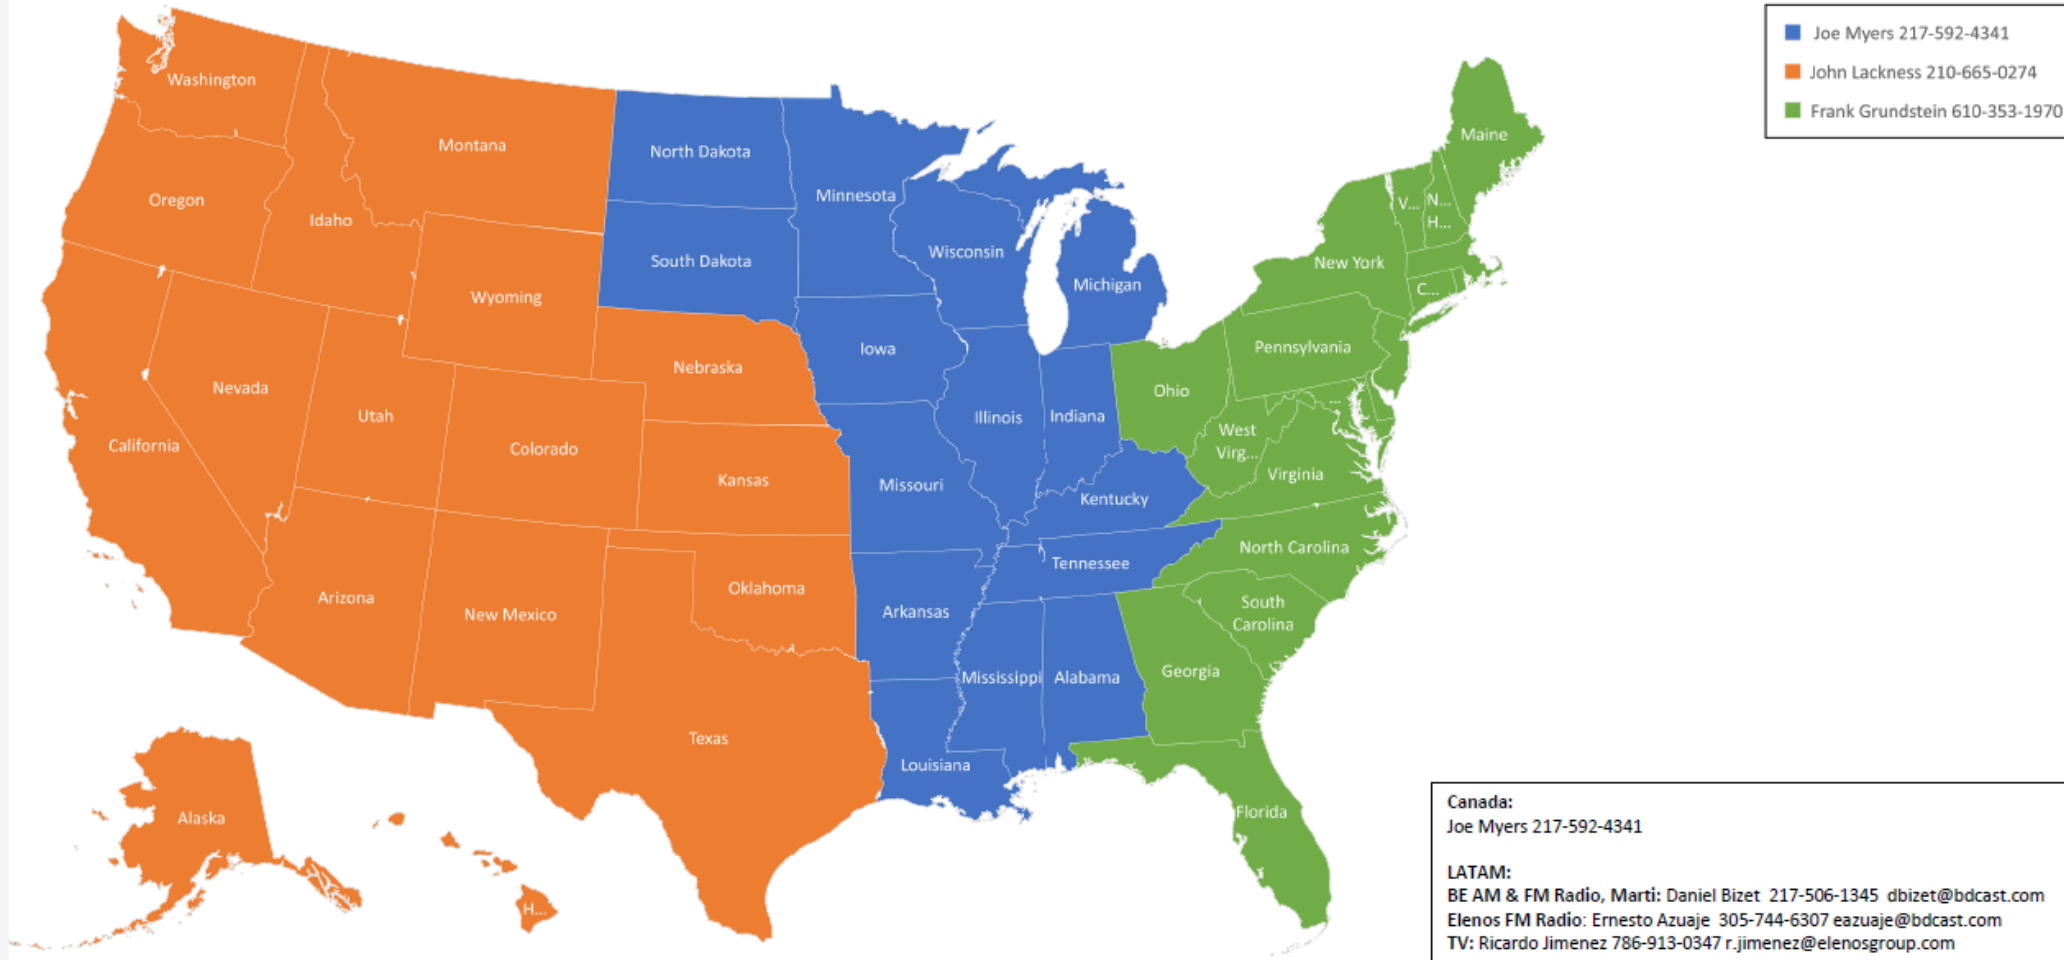 Joe Myers 217-592-4341
John Lackness 210-665-0274
Frank Grundstein 610-353-1970
Washington
Montana
North Dakota
Minnesota
Maine
Oregon
Idaho
V...
N...
H...
Wisconsin
South Dakota
New York
Michigan
C...
Wyoming
Iowa
Pennsylvania
Nebraska
Nevada
Ohio
Utah
Illinois
Indiana
...
California
Colorado
West
Virg...
Virginia
Kansas
Missouri
Kentucky
North Carolina
Tennessee
Oklahoma
Arizona
New Mexico
Arkansas
South
Carolina
Georgia
Mississippi
Alabama
Texas
Louisiana
Alaska
Florida
H...
Canada:
Joe Myers 217-592-4341
LATAM:
BE AM & FM Radio, Marti: Daniel Bizet 217-506-1345 dbizet@bdcast.com
Elenos FM Radio: Ernesto Azuaje 305-744-6307 eazuaje@bdcast.com
TV: Ricardo Jimenez 786-913-0347 r.jimenez@elenosgroup.com